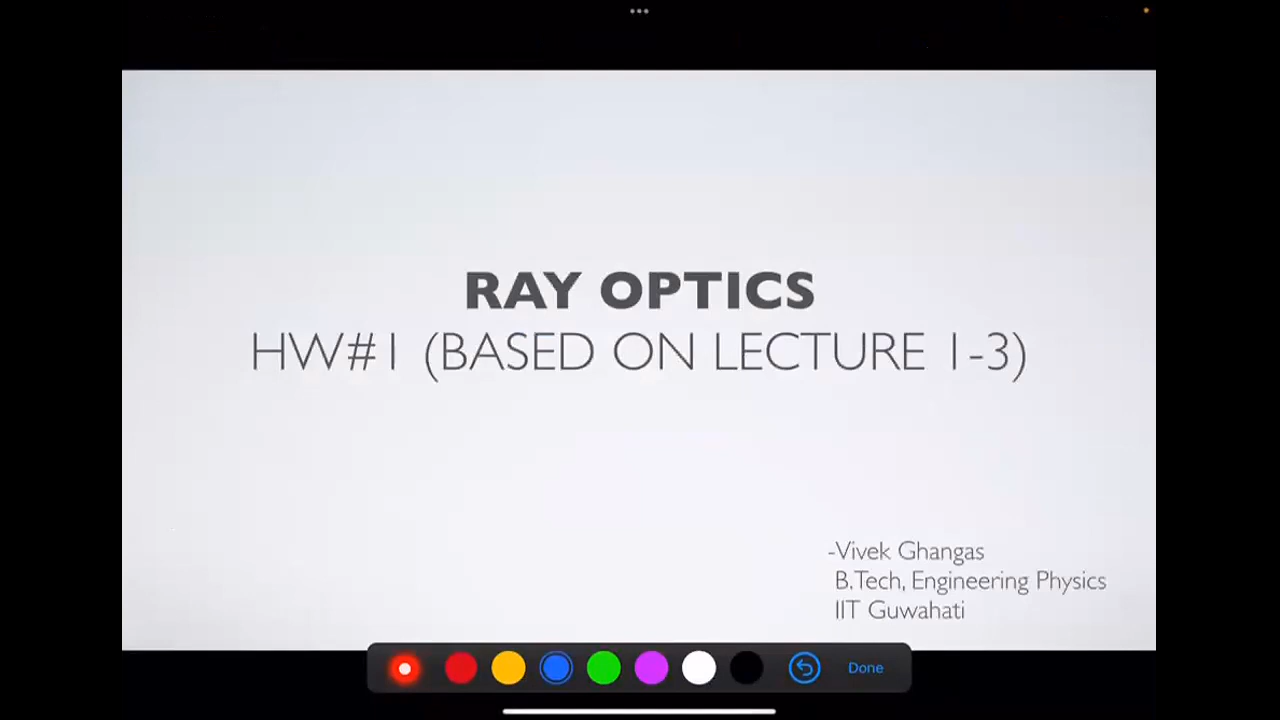 RAY OPTICS
HW#1 (BASED ON LECTURE 1-3)
-Vivek Ghangas
B.Tech, Engineering Physics
IIT Guwahati
Done